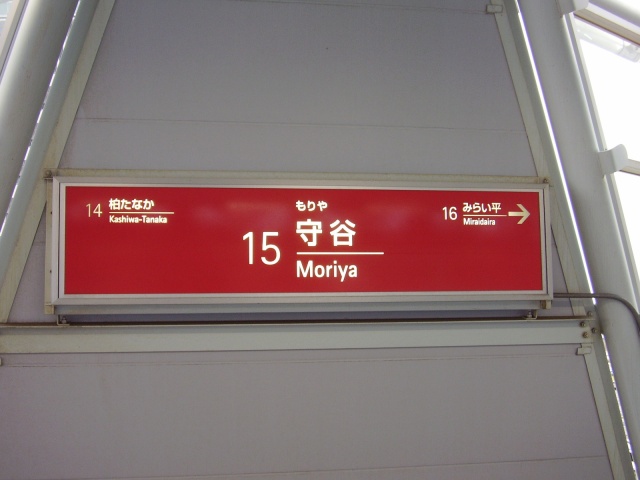 14 柏たなか
Kashiwa-Tanaka
もりや
15 守谷
Moriya
16 みらい平
Miraidaira